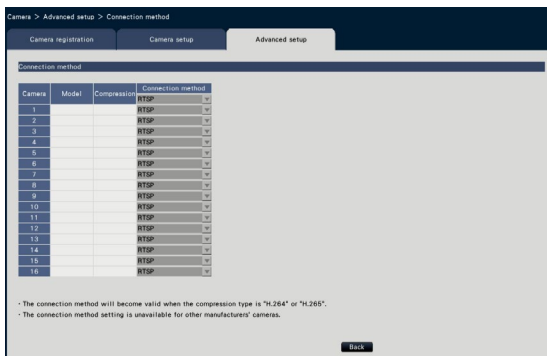 Camera > Advanced setup > Connection method
Camera registration Camera setup Advanced setup
Connection method
Camera Model Compression Connection method
RTSP
1 RTSP
2 RTSP
3 RTSP
4 RTSP
5 RTSP
6 RTSP
7 RTSP
8 RTSP
9 RTSP
10 RTSP
11 RTSP
12 RTSP
13 RTSP
14 RTSP
15 RTSP
16 RTSP
· The connection method will become valid when the compression type is "H.264" or "H.265".
· The connection method setting is unavailable for other manufacturers' cameras.
Back